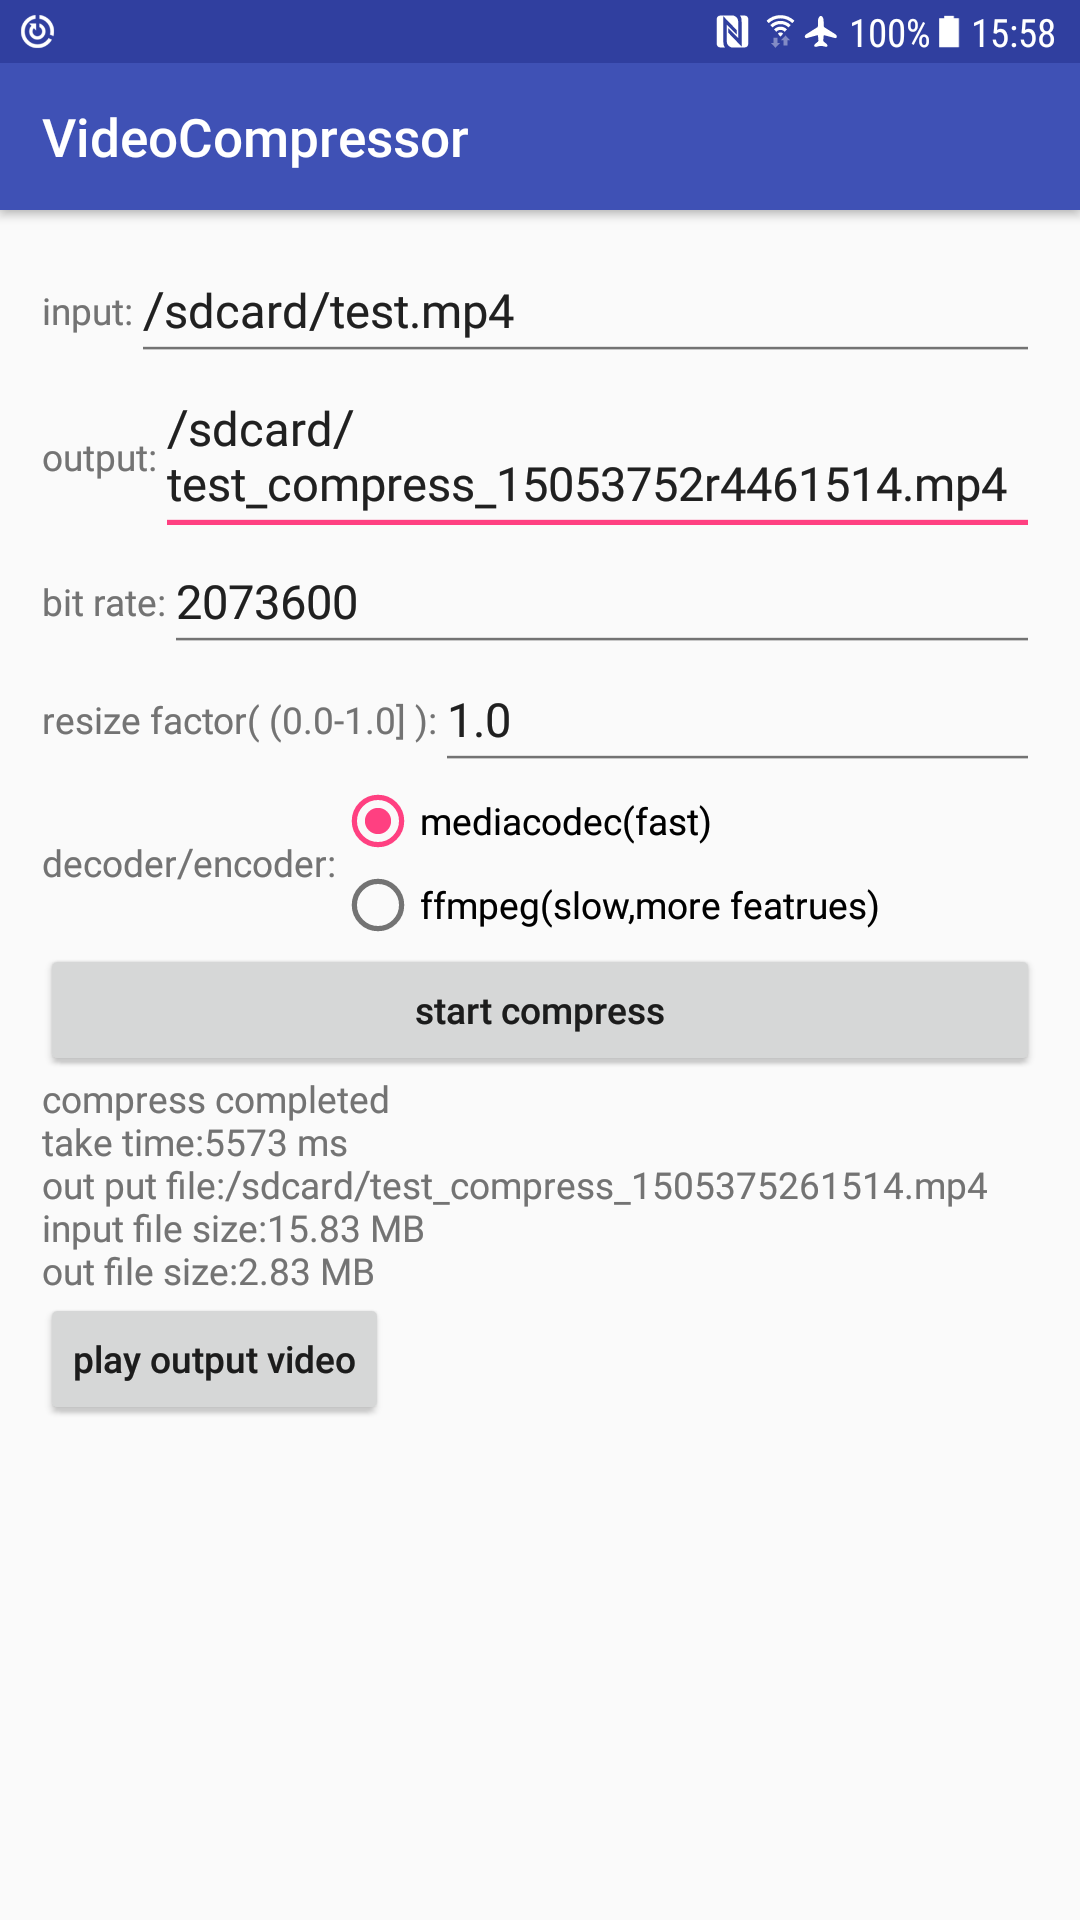 100% 15:58
VideoCompressor
input: /sdcard/test.mp4
output: /sdcard/
test_compress_15053752r4461514.mp4
bit rate: 2073600
resize factor( (0.0-1.0] ): 1.0
decoder/encoder:
mediacodec(fast)
ffmpeg(slow,more featrues)
start compress
compress completed
take time:5573 ms
out put file:/sdcard/test_compress_1505375261514.mp4
input file size:15.83 MB
out file size:2.83 MB
play output video